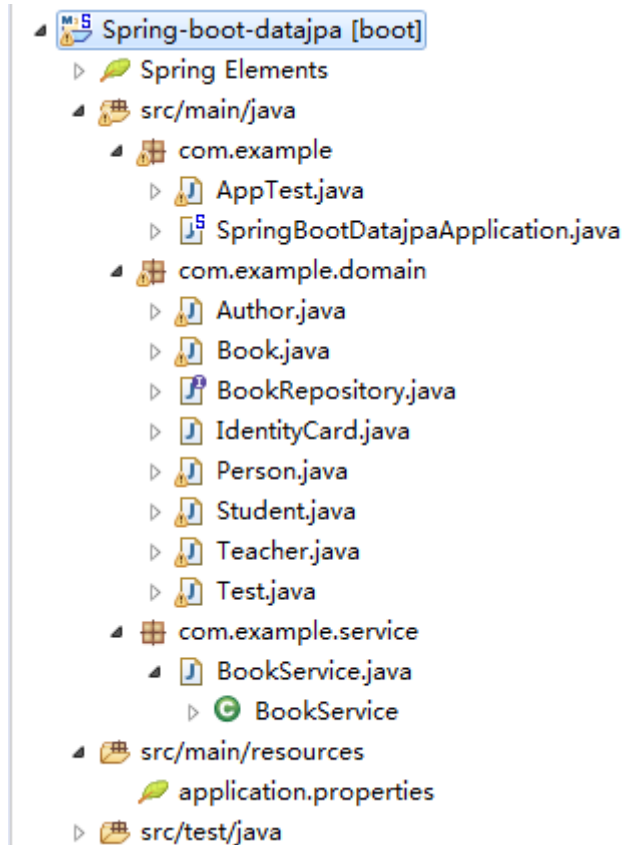 Spring-boot-datajpa [boot]
Spring Elements
src/main/java
com.example
AppTest.java
SpringBootDatajpaApplication.java
com.example.domain
Author.java
Book.java
BookRepository.java
IdentityCard.java
Person.java
Student.java
Teacher.java
Test.java
com.example.service
BookService.java
BookService
src/main/resources
application.properties
src/test/java